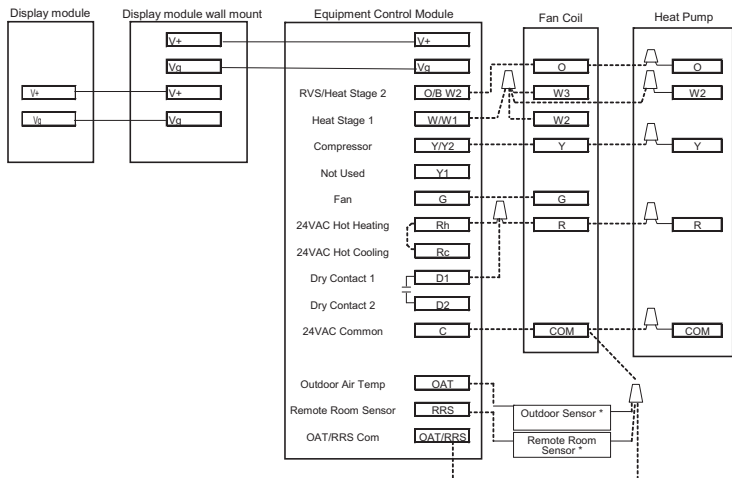 Display module
Display module wall mount
Equipment Control Module
Fan Coil
Heat Pump
V+
V+
Vg
Vg
V+
V+
Vg
Vg
RVS/Heat Stage 2
O/B W2
O
O
W3
W2
Heat Stage 1
W/W1
W2
Compressor
Y/Y2
Y
Y
Not Used
Y1
Fan
G
G
24VAC Hot Heating
Rh
R
R
24VAC Hot Cooling
Rc
Dry Contact 1
D1
Dry Contact 2
D2
24VAC Common
C
COM
COM
Outdoor Air Temp
OAT
Remote Room Sensor
RRS
OAT/RRS Com
OAT/RRS
Outdoor Sensor *
Remote Room
Sensor *